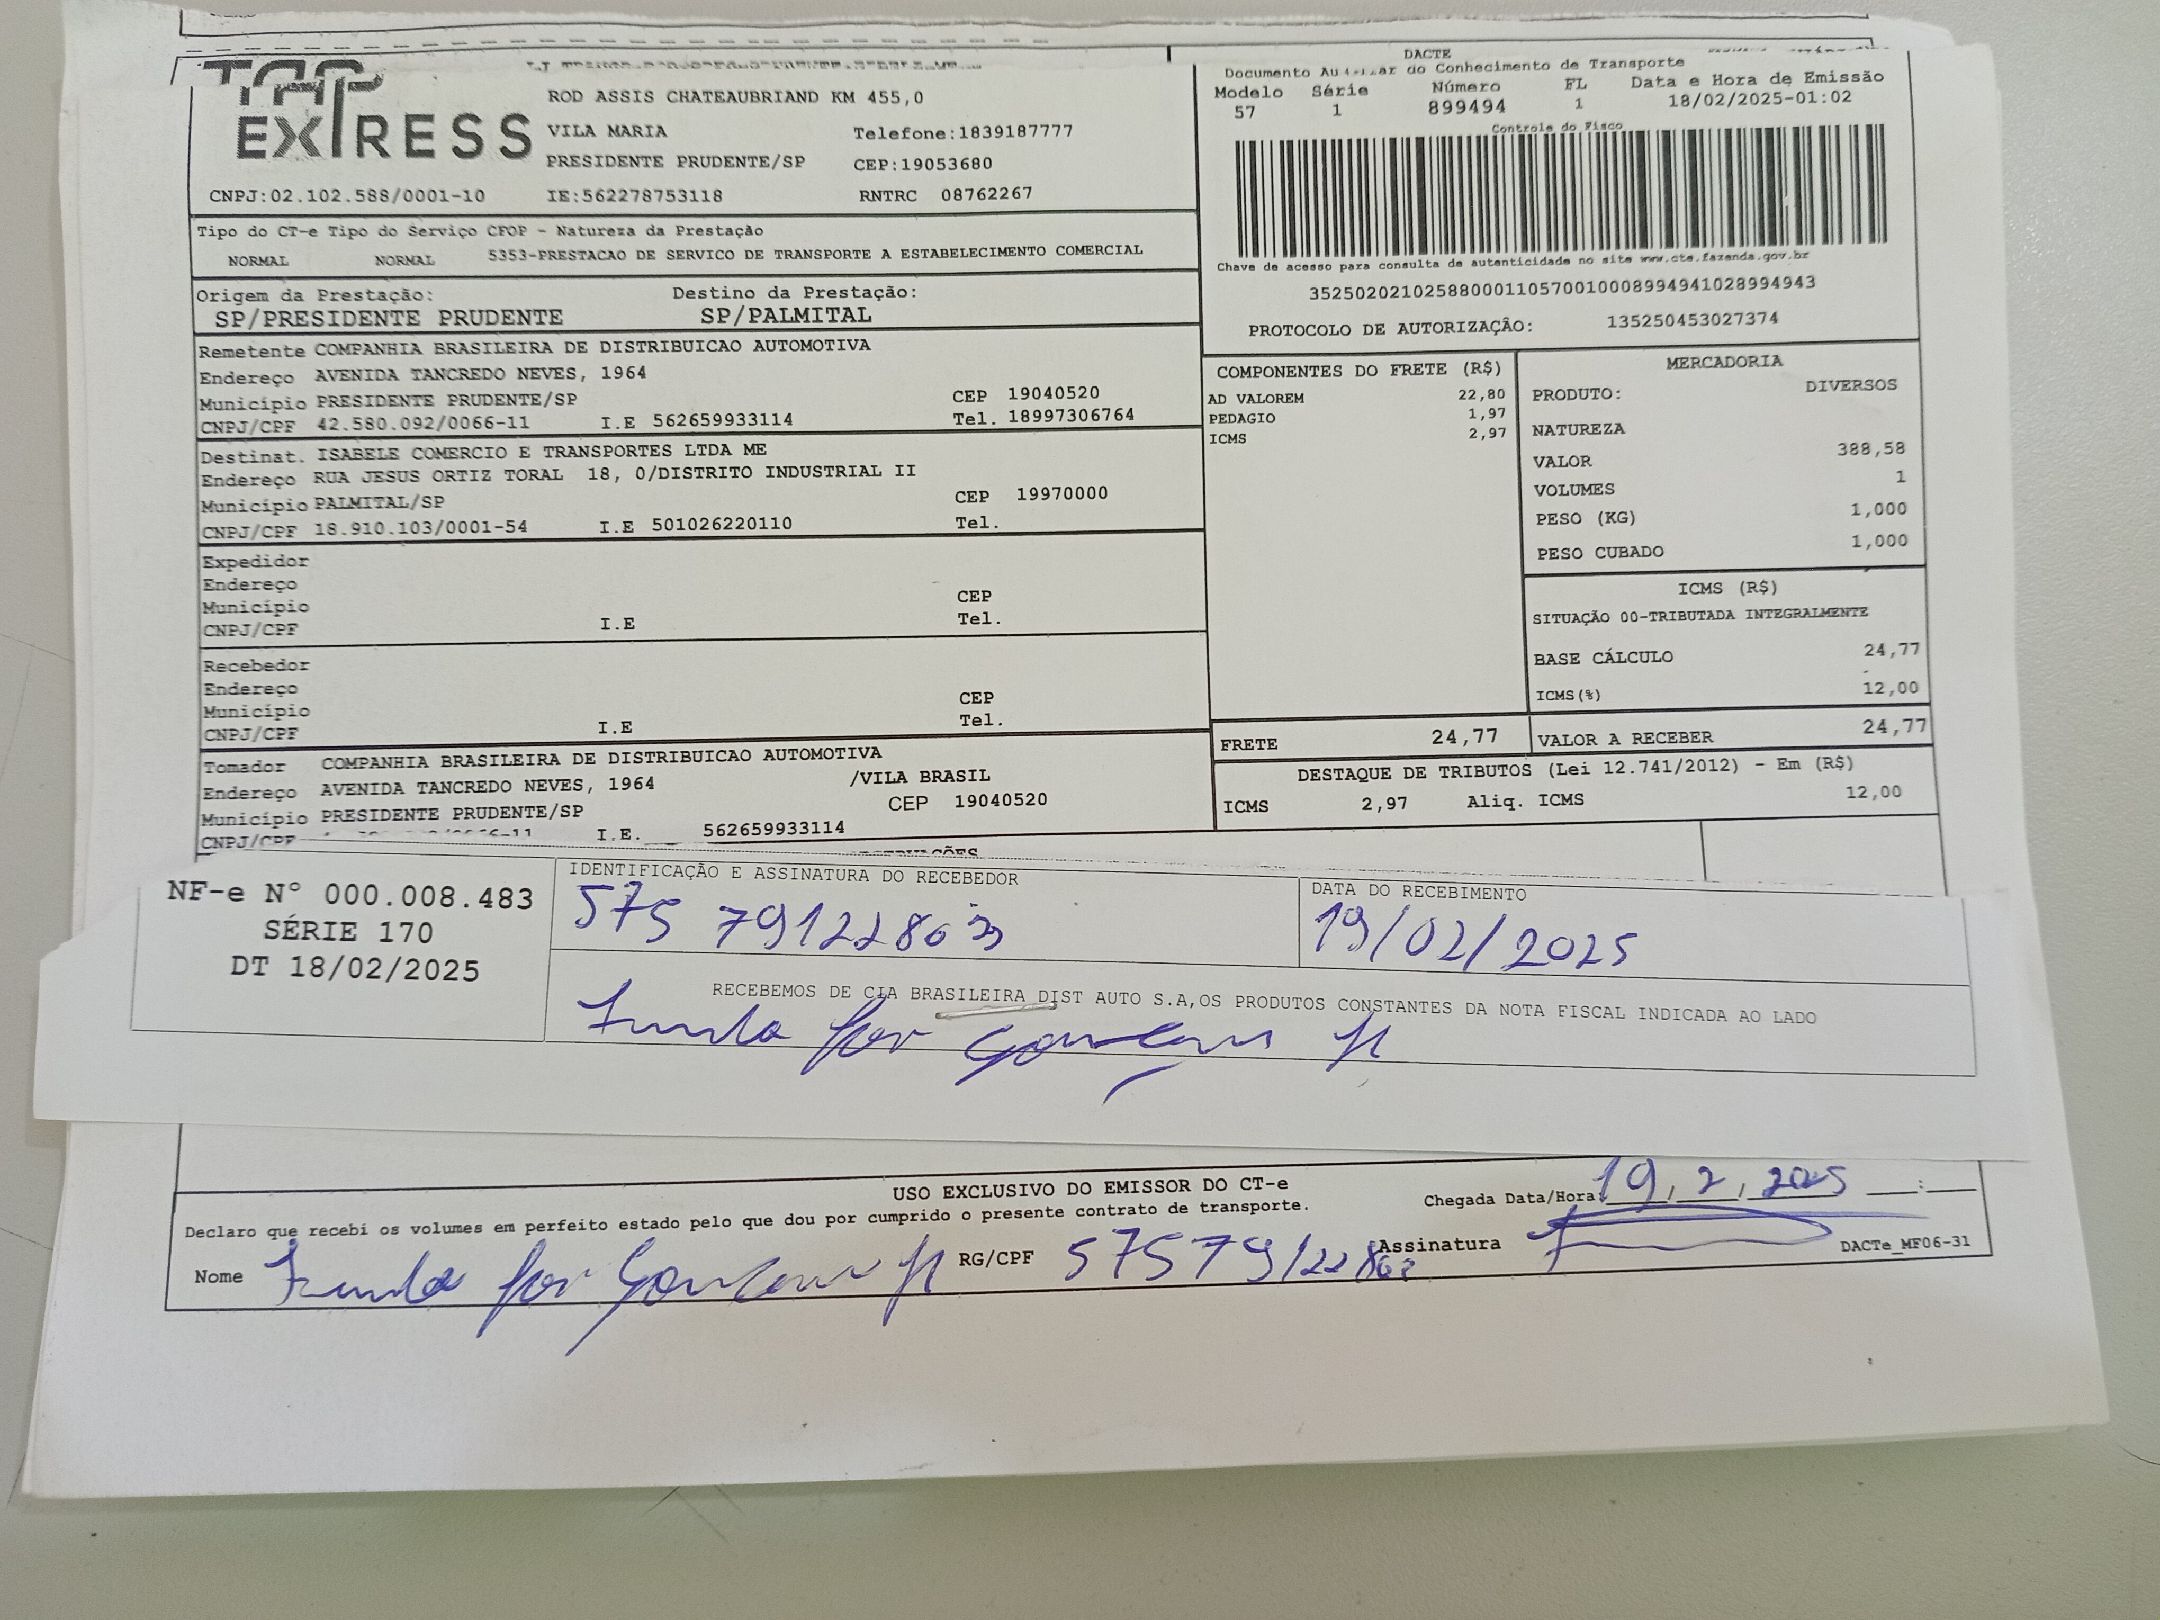 EXPRESS
ROD ASSIS CHATEAUBRIAND KM 455,0
VILA MARIA Telefone:1839187777
PRESIDENTE PRUDENTE/SP CEP:19053680
CNPJ:02.102.588/0001-10 IE:562278753118 RNTRC 08762267
DACTE
Documento Auxiliar do Conhecimento de Transporte
Modelo Série Número FL Data e Hora de Emissão
57 1 899494 1 18/02/2025-01:02
Controle do Fisco
Chave de acesso para consulta de autenticidade no site www.cte.fazenda.gov.br
35250202102588000110570010008994941028994943
PROTOCOLO DE AUTORIZAÇÃO: 135250453027374
Tipo do CT-e Tipo do Serviço CFOP - Natureza da Prestação
NORMAL NORMAL 5353-PRESTACAO DE SERVICO DE TRANSPORTE A ESTABELECIMENTO COMERCIAL
Origem da Prestação: Destino da Prestação:
SP/PRESIDENTE PRUDENTE SP/PALMITAL
Remetente COMPANHIA BRASILEIRA DE DISTRIBUICAO AUTOMOTIVA
Endereço AVENIDA TANCREDO NEVES, 1964
Município PRESIDENTE PRUDENTE/SP CEP 19040520
CNPJ/CPF 42.580.092/0066-11 I.E 562659933114 Tel. 18997306764
Destinat. ISABELE COMERCIO E TRANSPORTES LTDA ME
Endereço RUA JESUS ORTIZ TORAL 18, 0/DISTRITO INDUSTRIAL II
Município PALMITAL/SP CEP 19970000
CNPJ/CPF 18.910.103/0001-54 I.E 501026220110 Tel.
Expedidor
Endereço
Município CEP
CNPJ/CPF I.E Tel.
Recebedor
Endereço
Município CEP
CNPJ/CPF I.E Tel.
Tomador COMPANHIA BRASILEIRA DE DISTRIBUICAO AUTOMOTIVA
Endereço AVENIDA TANCREDO NEVES, 1964 /VILA BRASIL
Município PRESIDENTE PRUDENTE/SP CEP 19040520
CNPJ/CPF I.E. 562659933114
COMPONENTES DO FRETE (R$)
AD VALOREM 22,80
PEDAGIO 1,97
ICMS 2,97
MERCADORIA
PRODUTO: DIVERSOS
NATUREZA
VALOR 388,58
VOLUMES 1
PESO (KG) 1,000
PESO CUBADO 1,000
ICMS (R$)
SITUAÇÃO 00-TRIBUTADA INTEGRALMENTE
BASE CÁLCULO 24,77
ICMS(%) 12,00
FRETE 24,77 VALOR A RECEBER 24,77
DESTAQUE DE TRIBUTOS (Lei 12.741/2012) - Em (R$)
ICMS 2,97 Aliq. ICMS 12,00
NF-e Nº 000.008.483
SÉRIE 170
DT 18/02/2025
IDENTIFICAÇÃO E ASSINATURA DO RECEBEDOR
575 79122803
DATA DO RECEBIMENTO
19/02/2025
RECEBEMOS DE CIA BRASILEIRA DIST AUTO S.A,OS PRODUTOS CONSTANTES DA NOTA FISCAL INDICADA AO LADO
USO EXCLUSIVO DO EMISSOR DO CT-e
Chegada Data/Hora: 19, 2, 2025
Declaro que recebi os volumes em perfeito estado pelo que dou por cumprido o presente contrato de transporte.
Nome RG/CPF Assinatura
DACTe_MF06-31